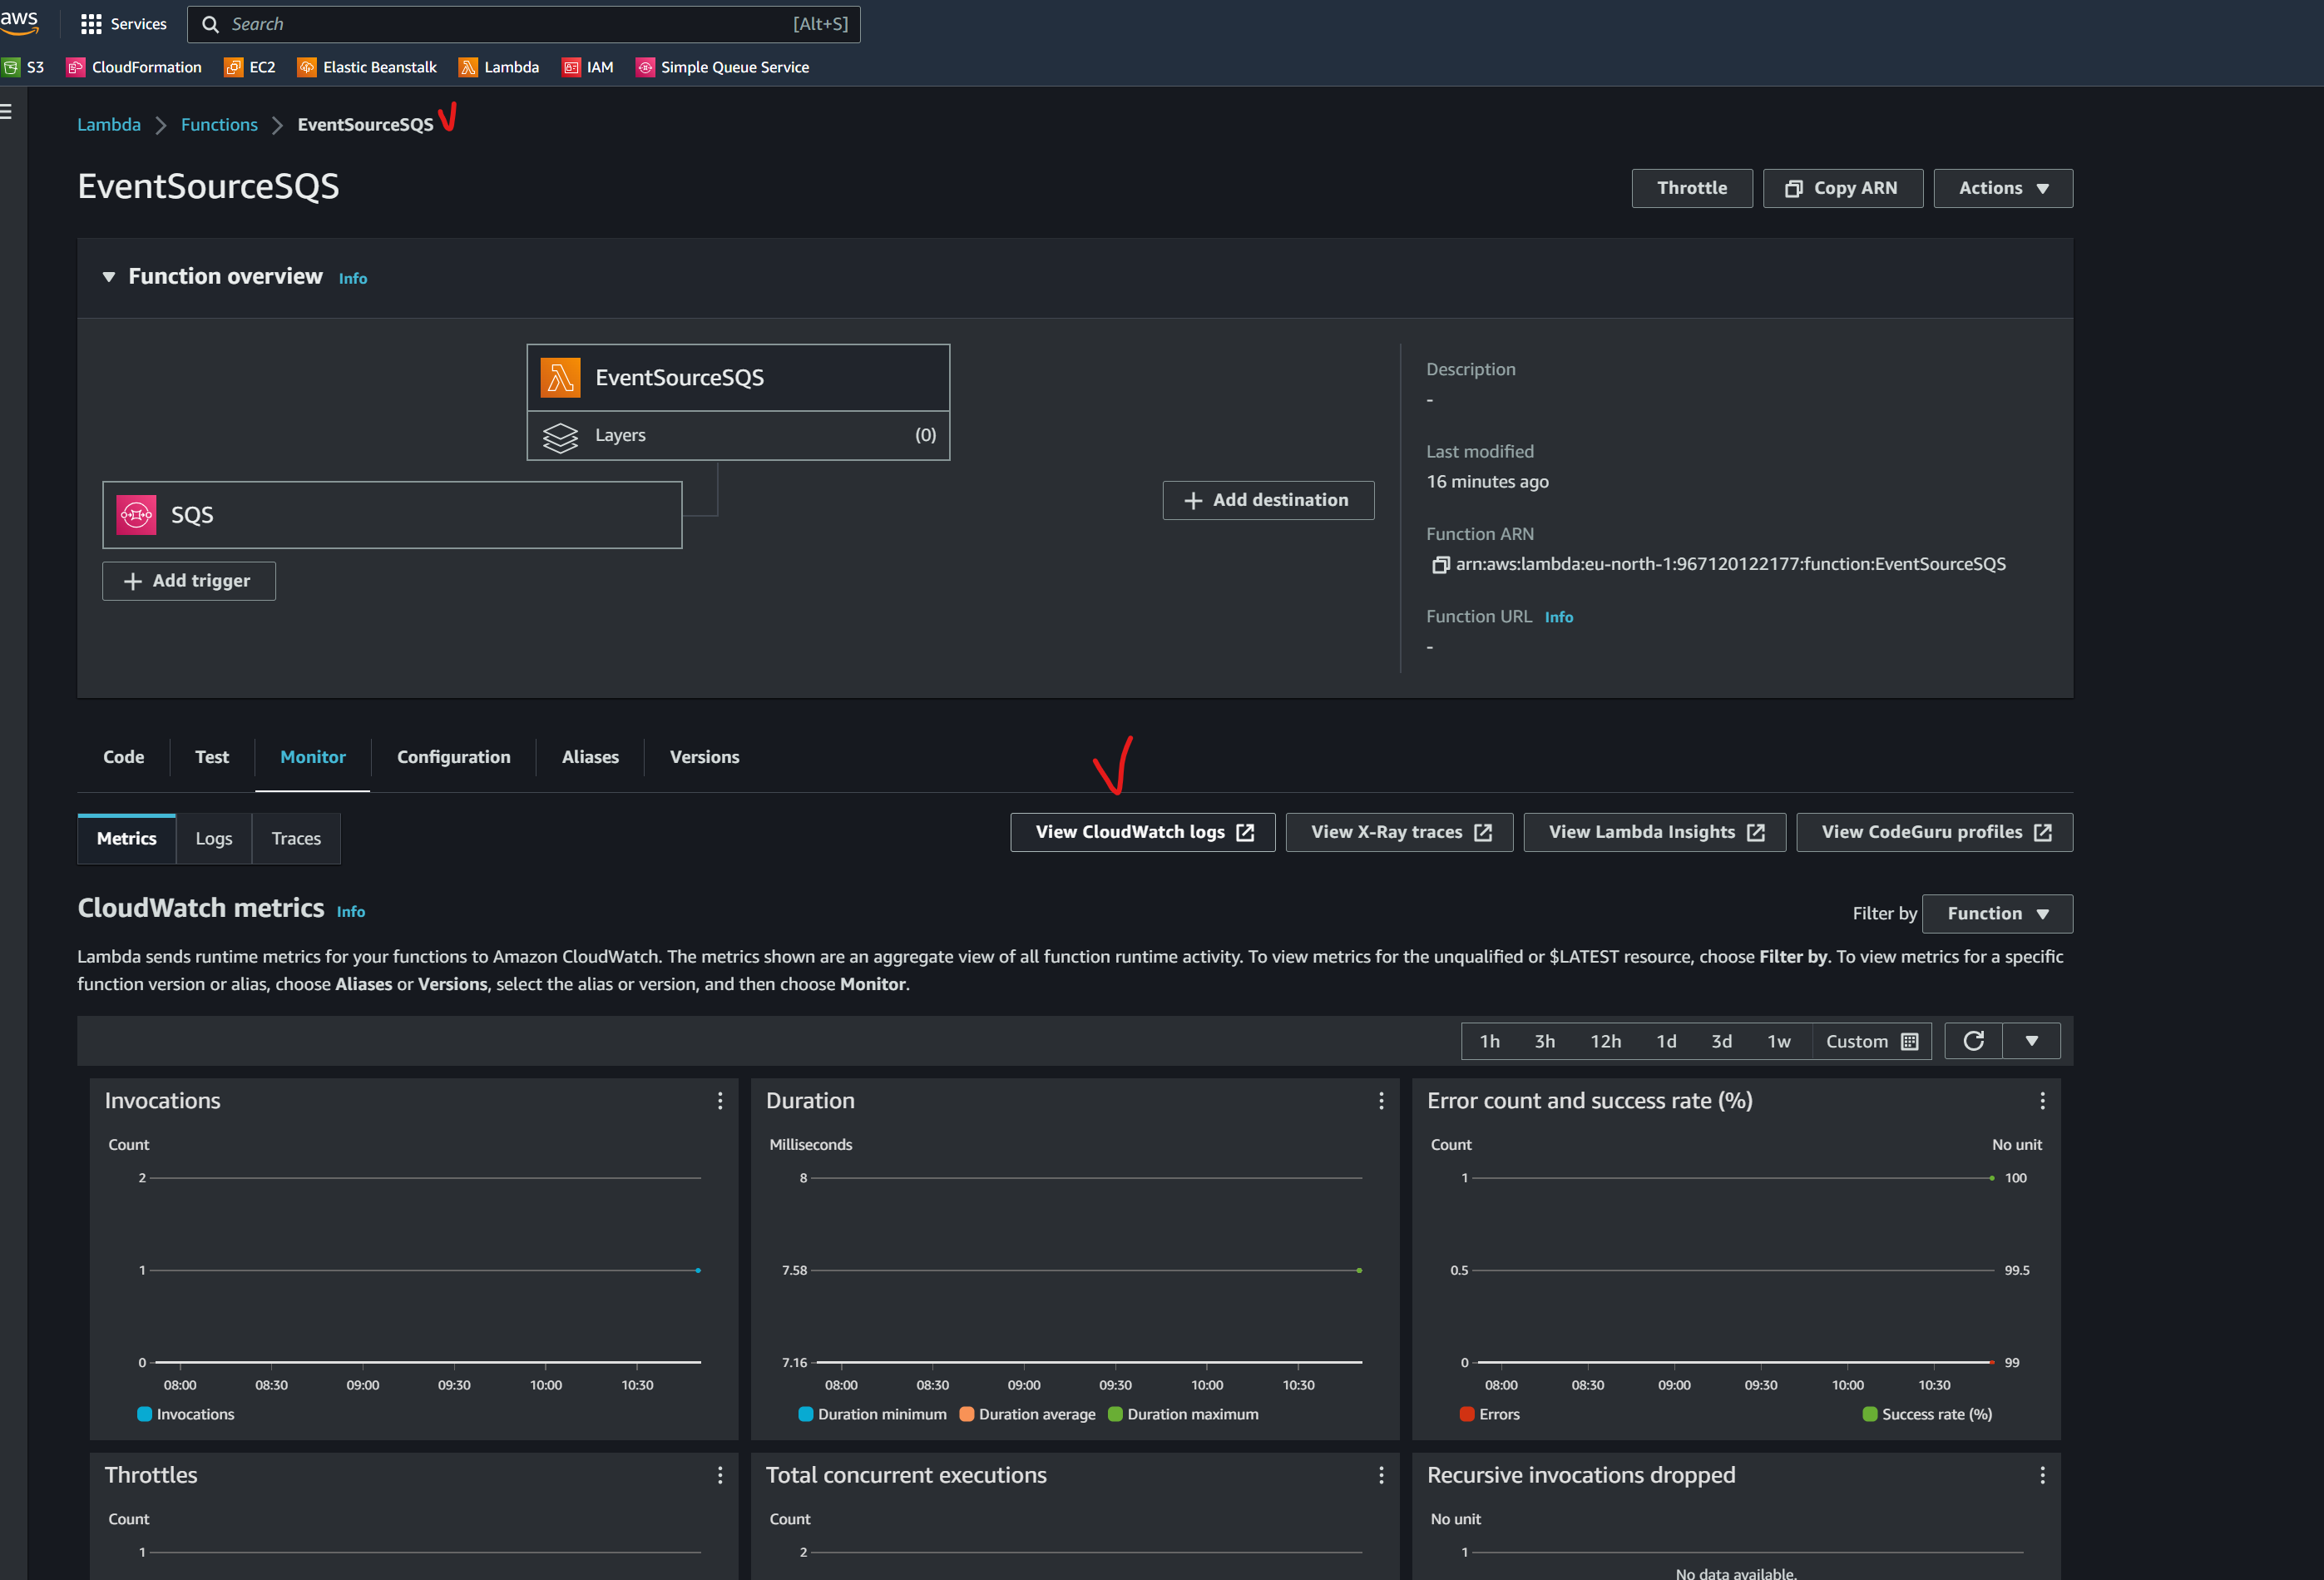 aws Services Search [Alt+S]
S3 CloudFormation EC2 Elastic Beanstalk Lambda IAM Simple Queue Service
Lambda Functions EventSourceSQS
EventSourceSQS
Throttle Copy ARN Actions
Function overview Info
EventSourceSQS
Layers (0)
SQS
+ Add trigger
+ Add destination
Description
-
Last modified
16 minutes ago
Function ARN
arn:aws:lambda:eu-north-1:967120122177:function:EventSourceSQS
Function URL Info
-
Code Test Monitor Configuration Aliases Versions
Metrics Logs Traces View CloudWatch logs View X-Ray traces View Lambda Insights View CodeGuru profiles
CloudWatch metrics Info
Filter by Function
Lambda sends runtime metrics for your functions to Amazon CloudWatch. The metrics shown are an aggregate view of all function runtime activity. To view metrics for the unqualified or $LATEST resource, choose Filter by. To view metrics for a specific
function version or alias, choose Aliases or Versions, select the alias or version, and then choose Monitor.
1h 3h 12h 1d 3d 1w Custom
Invocations
Count
2
1
0
08:00 08:30 09:00 09:30 10:00 10:30
Invocations
Duration
Milliseconds
8
7.58
7.16
08:00 08:30 09:00 09:30 10:00 10:30
Duration minimum Duration average Duration maximum
Error count and success rate (%)
Count No unit
1 100
0.5 99.5
0 99
08:00 08:30 09:00 09:30 10:00 10:30
Errors Success rate (%)
Throttles
Count
1
Total concurrent executions
Count
2
Recursive invocations dropped
No unit
1
No data available.